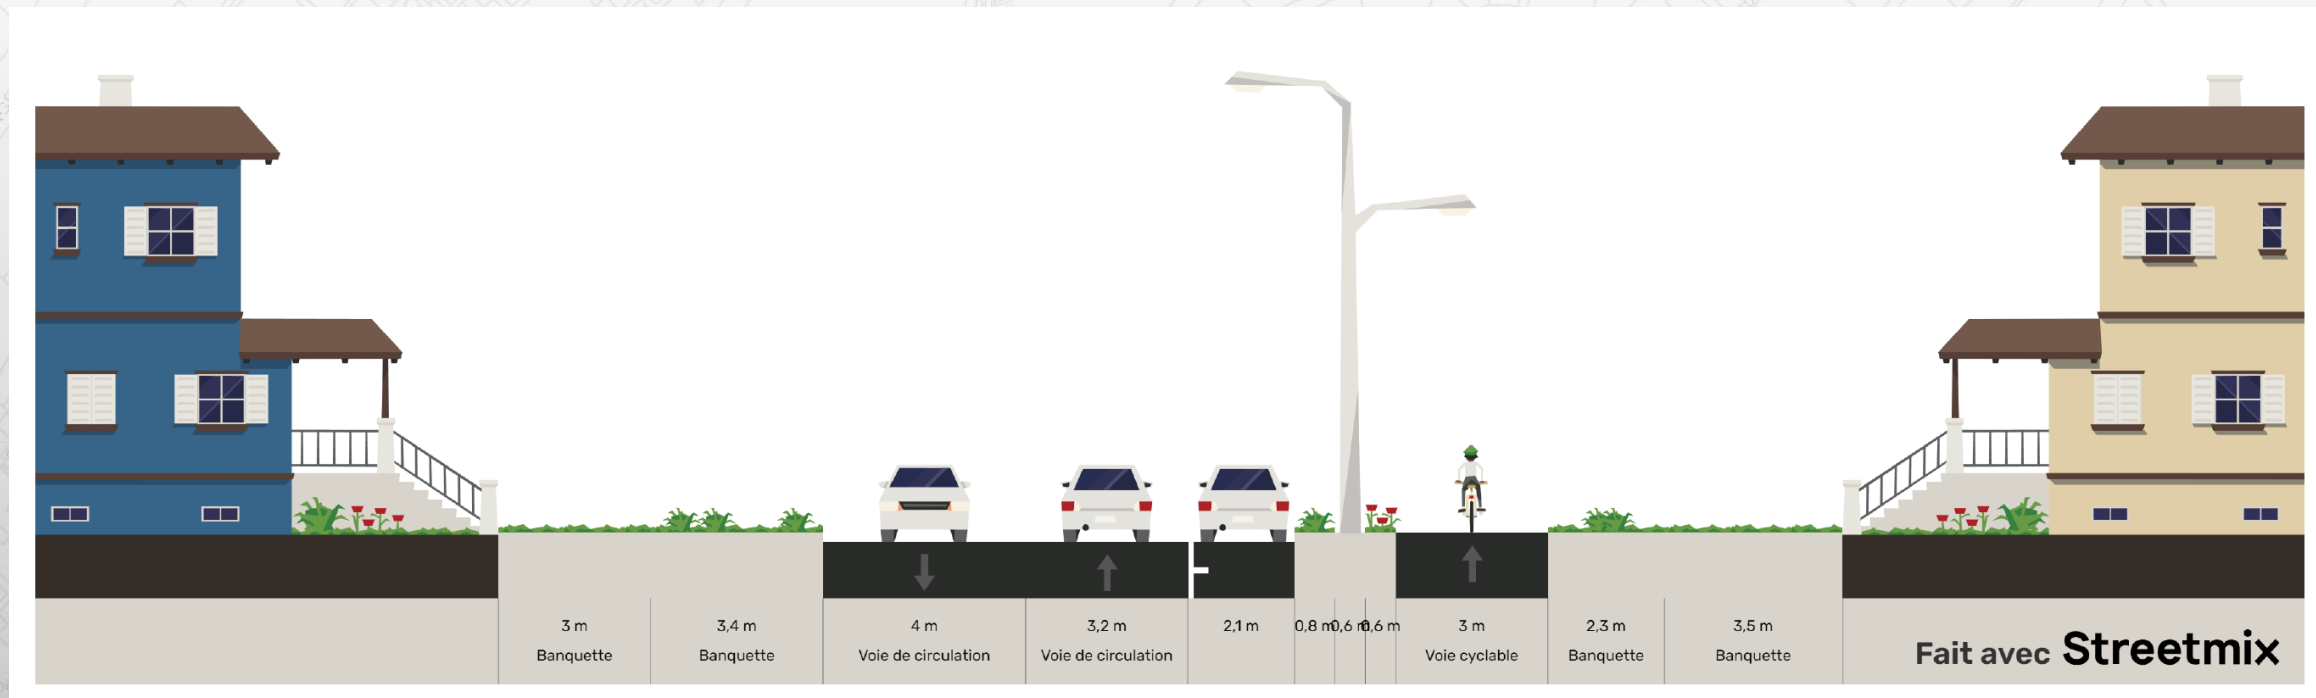 3 m
Banquette
3,4 m
Banquette
4 m
Voie de circulation
3,2 m
Voie de circulation
2,1 m
0,8 m
0,6 m
0,6 m
3 m
Voie cyclable
2,3 m
Banquette
3,5 m
Banquette
Fait avec Streetmix